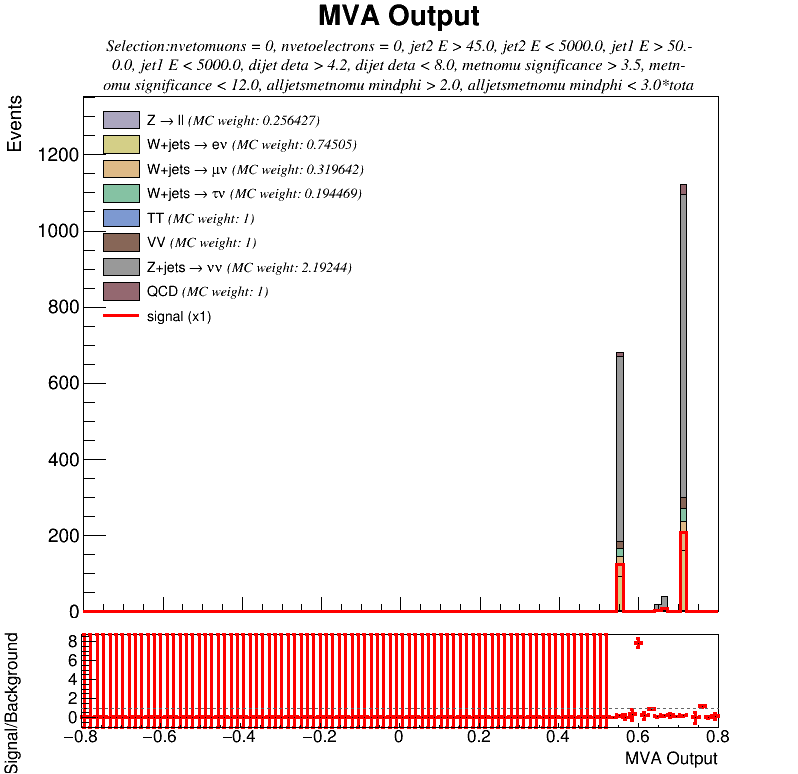 MVA Output
Selection:nvetomuons = 0, nvetoelectrons = 0, jet2 E > 45.0, jet2 E < 5000.0, jet1 E > 50.-
0.0, jet1 E < 5000.0, dijet deta > 4.2, dijet deta < 8.0, metnomu significance > 3.5, metn-
omu significance < 12.0, alljetsmetnomu mindphi > 2.0, alljetsmetnomu mindphi < 3.0*tota
Events
Z → ll (MC weight: 0.256427)
W+jets → eν (MC weight: 0.74505)
W+jets → μν (MC weight: 0.319642)
W+jets → τν (MC weight: 0.194469)
TT (MC weight: 1)
VV (MC weight: 1)
Z+jets → νν (MC weight: 2.19244)
QCD (MC weight: 1)
signal (x1)
1200
1000
800
600
400
200
0
Signal/Background
8
6
4
2
0
−0.8 −0.6 −0.4 −0.2 0 0.2 0.4 0.6 0.8
MVA Output